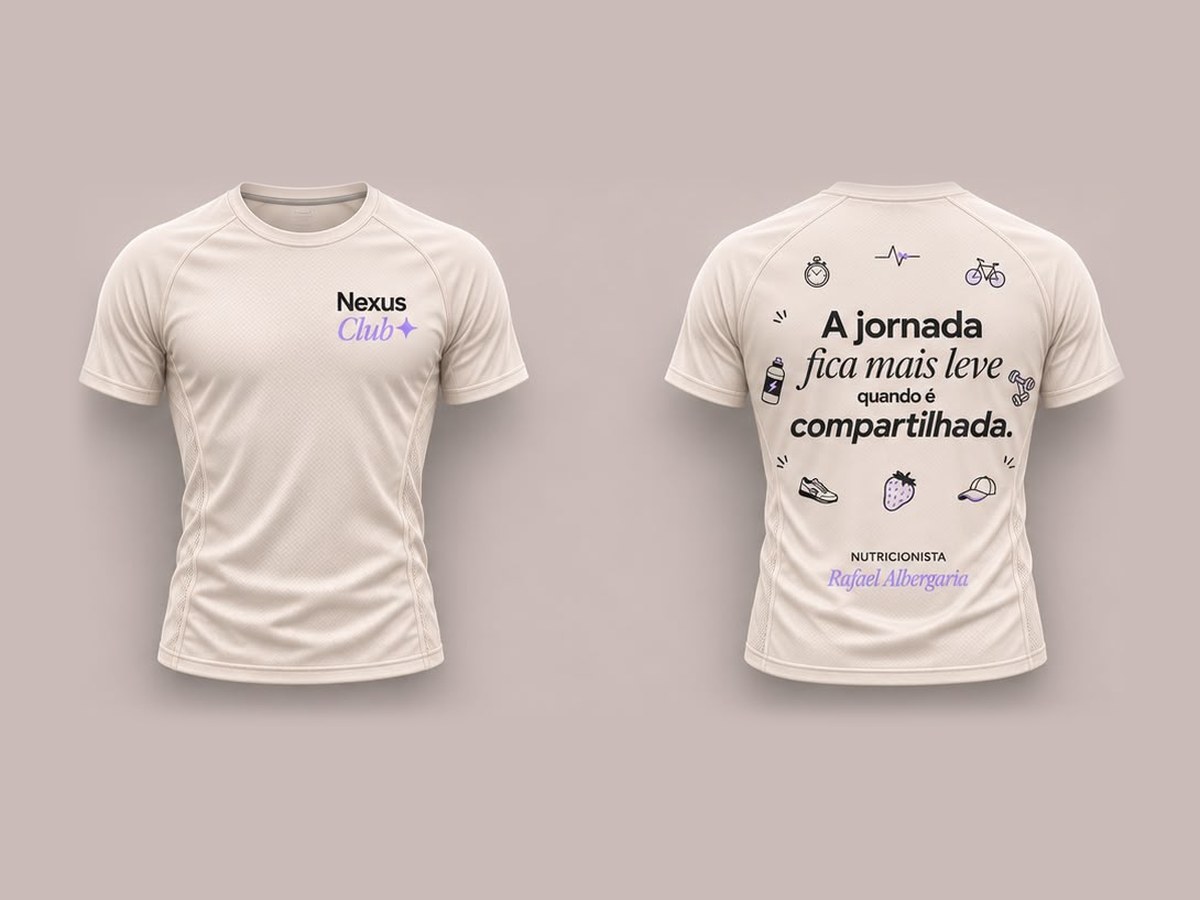 Nexus
Club
A jornada
fica mais leve
quando é
compartilhada.
NUTRICIONISTA
Rafael Albergaria